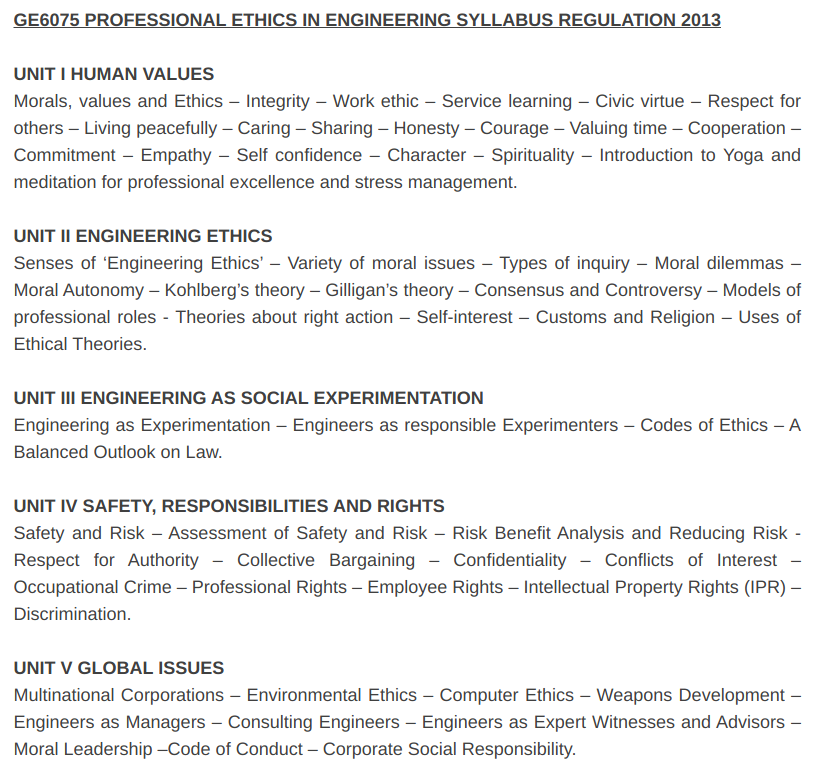 GE6075 PROFESSIONAL ETHICS IN ENGINEERING SYLLABUS REGULATION 2013
UNIT I HUMAN VALUES
Morals, values and Ethics – Integrity – Work ethic – Service learning – Civic virtue – Respect for
others – Living peacefully – Caring – Sharing – Honesty – Courage – Valuing time – Cooperation –
Commitment – Empathy – Self confidence – Character – Spirituality – Introduction to Yoga and
meditation for professional excellence and stress management.
UNIT II ENGINEERING ETHICS
Senses of ‘Engineering Ethics’ – Variety of moral issues – Types of inquiry – Moral dilemmas –
Moral Autonomy – Kohlberg’s theory – Gilligan’s theory – Consensus and Controversy – Models of
professional roles - Theories about right action – Self-interest – Customs and Religion – Uses of
Ethical Theories.
UNIT III ENGINEERING AS SOCIAL EXPERIMENTATION
Engineering as Experimentation – Engineers as responsible Experimenters – Codes of Ethics – A
Balanced Outlook on Law.
UNIT IV SAFETY, RESPONSIBILITIES AND RIGHTS
Safety and Risk – Assessment of Safety and Risk – Risk Benefit Analysis and Reducing Risk -
Respect for Authority – Collective Bargaining – Confidentiality – Conflicts of Interest –
Occupational Crime – Professional Rights – Employee Rights – Intellectual Property Rights (IPR) –
Discrimination.
UNIT V GLOBAL ISSUES
Multinational Corporations – Environmental Ethics – Computer Ethics – Weapons Development –
Engineers as Managers – Consulting Engineers – Engineers as Expert Witnesses and Advisors –
Moral Leadership –Code of Conduct – Corporate Social Responsibility.